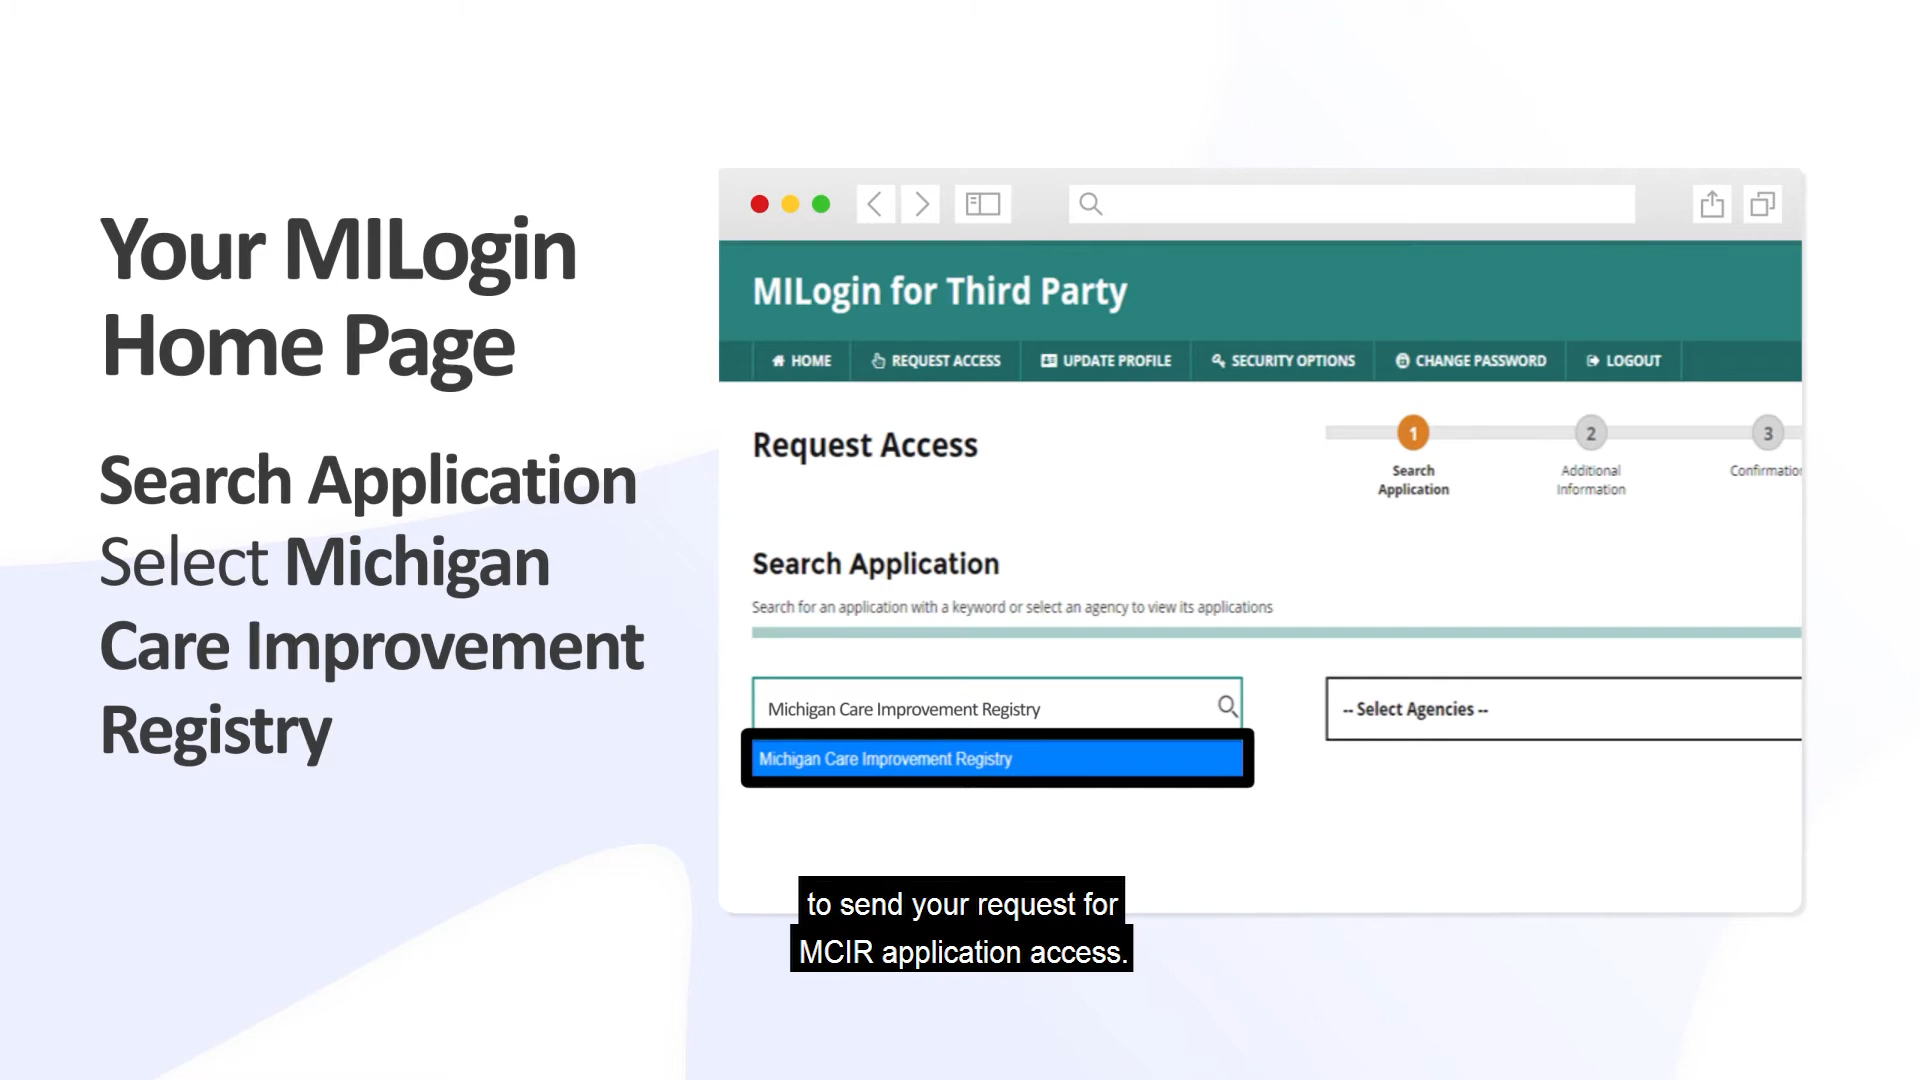 Your MILogin
Home Page
Search Application
Select Michigan
Care Improvement
Registry
MILogin for Third Party
HOME
REQUEST ACCESS
UPDATE PROFILE
SECURITY OPTIONS
CHANGE PASSWORD
LOGOUT
Request Access
1
Search
Application
2
Additional
Information
3
Confirmation
Search Application
Search for an application with a keyword or select an agency to view its applications
Michigan Care Improvement Registry
-- Select Agencies --
Michigan Care Improvement Registry
to send your request for
MCIR application access.